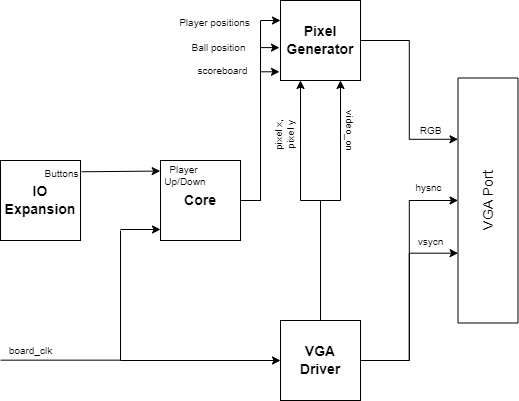 Player positions
Ball position
scoreboard
Pixel
Generator
pixel x,
pixel y
video_on
RGB
VGA Port
hysnc
vsycn
Buttons
IO
Expansion
Player
Up/Down
Core
board_clk
VGA
Driver